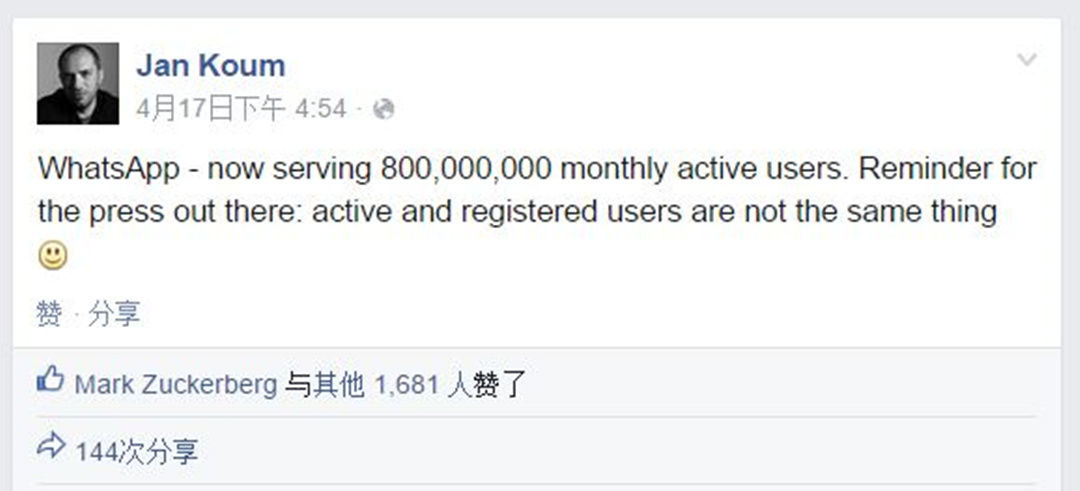 Jan Koum
4月17日下午 4:54 ·
WhatsApp - now serving 800,000,000 monthly active users. Reminder for
the press out there: active and registered users are not the same thing
赞 · 分享
Mark Zuckerberg 与其他 1,681 人赞了
144次分享